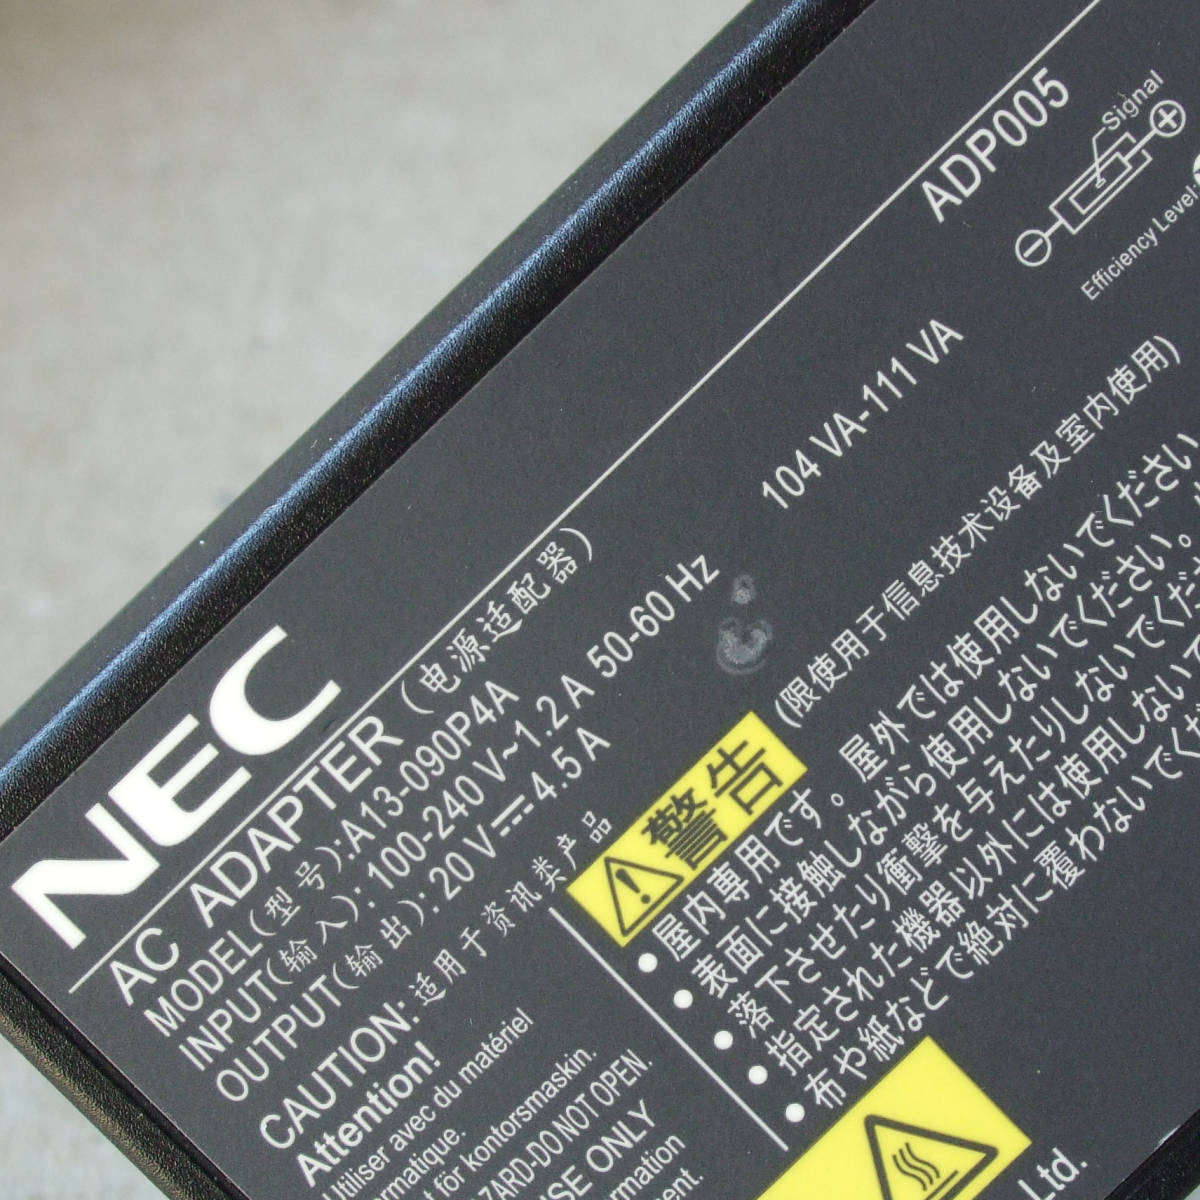 NEC
ADP005
Signal
Efficiency Level
AC ADAPTER (电源适配器)
MODEL(型号):A13-090P4A
INPUT(输入): 100-240 V~1.2 A 50-60 Hz 104 VA-111 VA
OUTPUT(输出): 20 V⎓4.5 A
CAUTION: 适用于资讯类产品
(限使用于信息技术设备及室内使用)
Attention!
Utiliser avec du matériel
för kontorsmaskin.
DO NOT OPEN.
USE ONLY
⚠警告
• 屋内専用です。屋外では使用しないでください
• 表面に接触しながら使用しないでください。
• 落下させたり衝撃を与えたりしないでくだ
• 指定された機器以外には使用しないで
• 布や紙などで絶対に覆わないでく
Ltd.